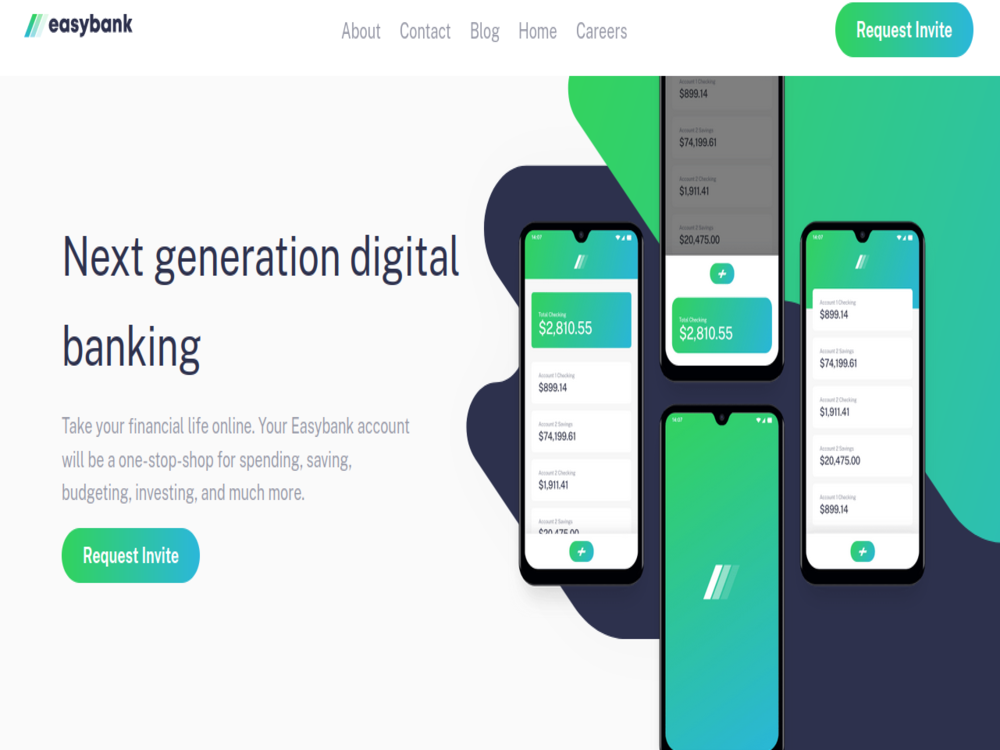 easybank
About Contact Blog Home Careers
Request Invite
Next generation digital
banking
Take your financial life online. Your Easybank account
will be a one-stop-shop for spending, saving,
budgeting, investing, and much more.
Request Invite
14:07
Total Checking
$2,810.55
Account 1 Checking
$899.14
Account 2 Savings
$74,199.61
Account 2 Checking
$1,911.41
Account 2 Savings
$20,475.00
+
Account 1 Checking
$899.14
Account 2 Savings
$74,199.61
Account 2 Checking
$1,911.41
Account 2 Savings
$20,475.00
+
Total Checking
$2,810.55
14:07
14:07
Account 1 Checking
$899.14
Account 2 Savings
$74,199.61
Account 2 Checking
$1,911.41
Account 2 Savings
$20,475.00
Account 1 Checking
$899.14
+